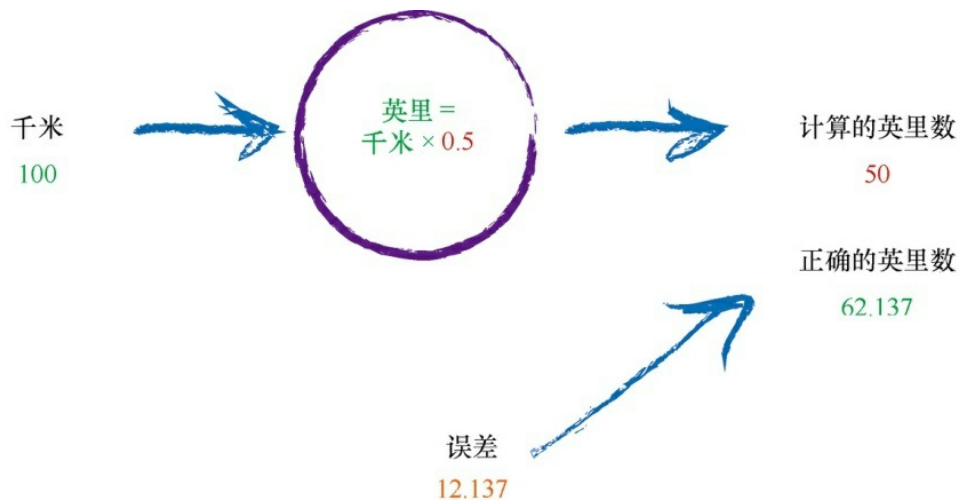 千米
100
英里 =
千米 × 0.5
计算的英里数
50
正确的英里数
62.137
误差
12.137